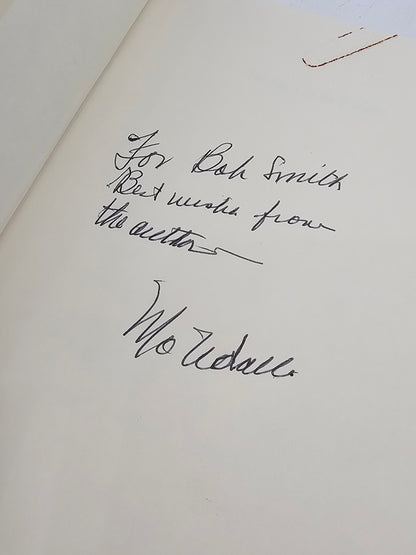 For Bob Smith
Best wishes from
the author
Mo Udall